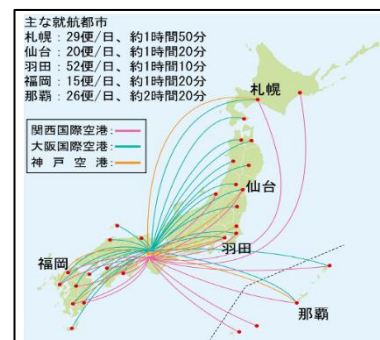 主な就航都市
札幌：29便/日、約1時間50分
仙台：20便/日、約1時間20分
羽田：52便/日、約1時間10分
福岡：15便/日、約1時間20分
那覇：26便/日、約2時間20分
関西国際空港：
大阪国際空港：
神戸空港：
札幌
仙台
羽田
福岡
那覇